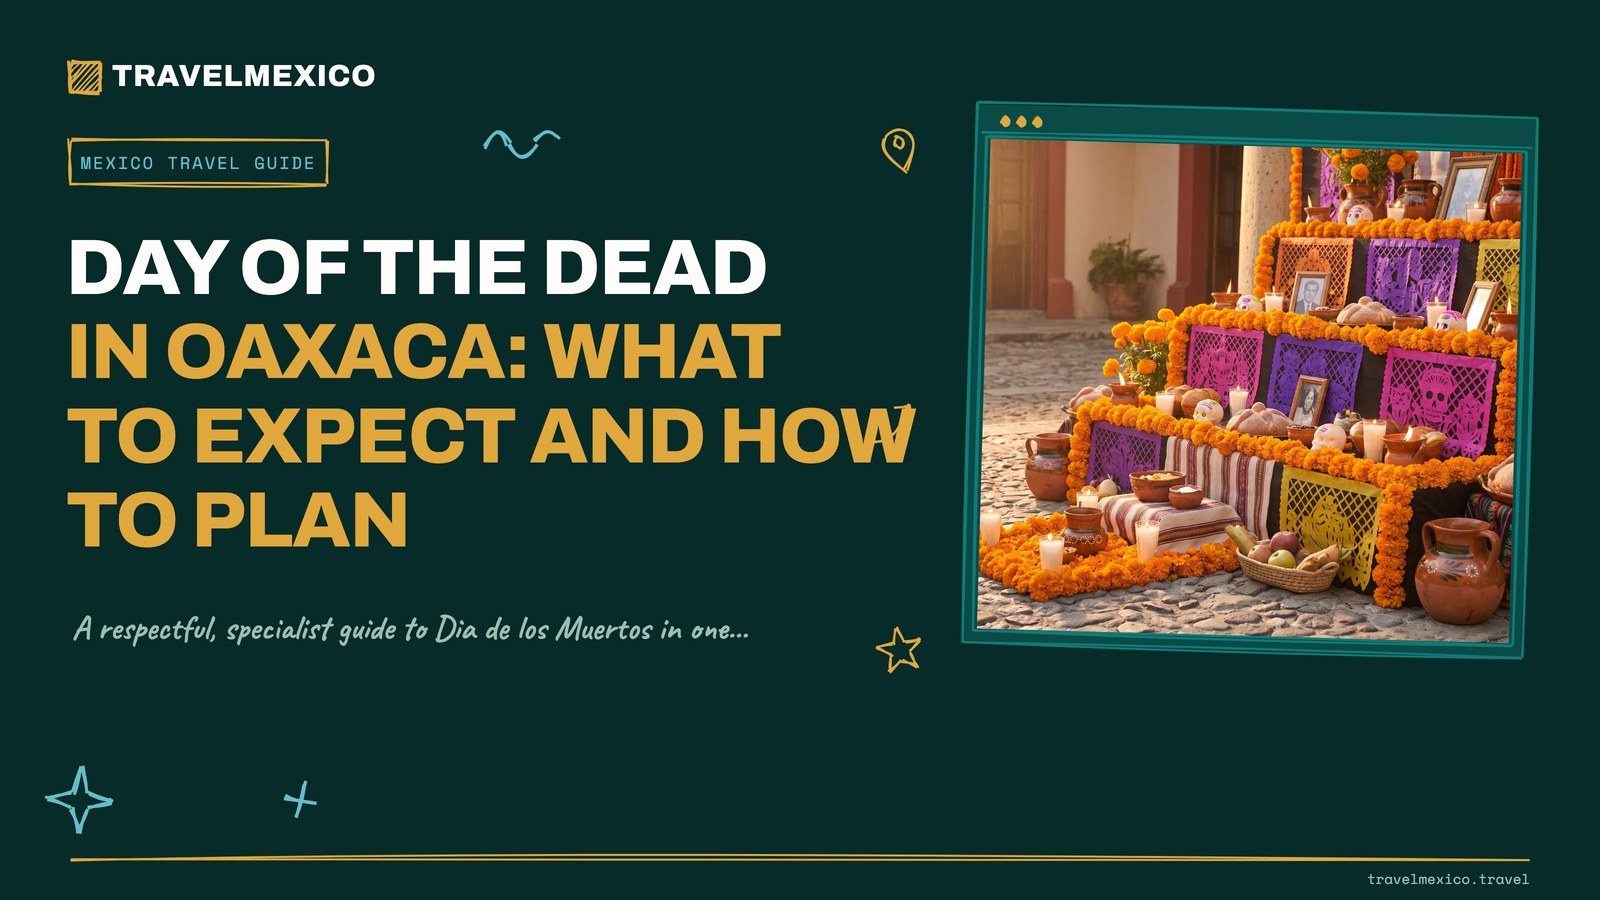 TRAVELMEXICO
MEXICO TRAVEL GUIDE
DAY OF THE DEAD
IN OAXACA: WHAT
TO EXPECT AND HOW
TO PLAN
A respectful, specialist guide to Dia de los Muertos in one...
travelmexico.travel